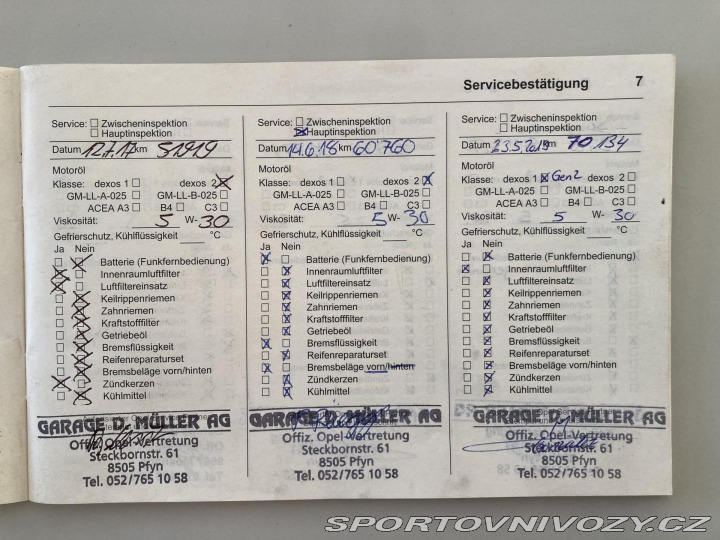 Servicebestätigung 7
Service: Zwischeninspektion
Hauptinspektion
Datum 12.7.17 km 51919
Motoröl
Klasse: dexos 1 dexos 2
GM-LL-A-025 GM-LL-B-025
ACEA A3 B4 C3
Viskosität: 5 W- 30
Gefrierschutz, Kühlflüssigkeit °C
Ja Nein
Batterie (Funkfernbedienung)
Innenraumluftfilter
Luftfiltereinsatz
Keilrippenriemen
Zahnriemen
Kraftstofffilter
Getriebeöl
Bremsflüssigkeit
Reifenreparaturset
Bremsbeläge vorn/hinten
Zündkerzen
Kühlmittel
GARAGE D. MÜLLER AG
Offiz. Opel-Vertretung
Steckbornstr. 61
8505 Pfyn
Tel. 052/765 10 58
Service: Zwischeninspektion
Hauptinspektion
Datum 14.6.18 km 60760
Motoröl
Klasse: dexos 1 dexos 2
GM-LL-A-025 GM-LL-B-025
ACEA A3 B4 C3
Viskosität: 5 W- 30
Gefrierschutz, Kühlflüssigkeit °C
Ja Nein
Batterie (Funkfernbedienung)
Innenraumluftfilter
Luftfiltereinsatz
Keilrippenriemen
Zahnriemen
Kraftstofffilter
Getriebeöl
Bremsflüssigkeit
Reifenreparaturset
Bremsbeläge vorn/hinten
Zündkerzen
Kühlmittel
GARAGE D. MÜLLER AG
Offiz. Opel-Vertretung
Steckbornstr. 61
8505 Pfyn
Tel. 052/765 10 58
Service: Zwischeninspektion
Hauptinspektion
Datum 23.5.2019 km 70 134
Motoröl
Klasse: dexos 1 Gen2 dexos 2
GM-LL-A-025 GM-LL-B-025
ACEA A3 B4 C3
Viskosität: 5 W- 30
Gefrierschutz, Kühlflüssigkeit °C
Ja Nein
Batterie (Funkfernbedienung)
Innenraumluftfilter
Luftfiltereinsatz
Keilrippenriemen
Zahnriemen
Kraftstofffilter
Getriebeöl
Bremsflüssigkeit
Reifenreparaturset
Bremsbeläge vorn/hinten
Zündkerzen
Kühlmittel
GARAGE D. MÜLLER AG
Offiz. Opel-Vertretung
Steckbornstr. 61
8505 Pfyn
Tel. 052/765 10 58
SPORTOVNIVOZY.CZ